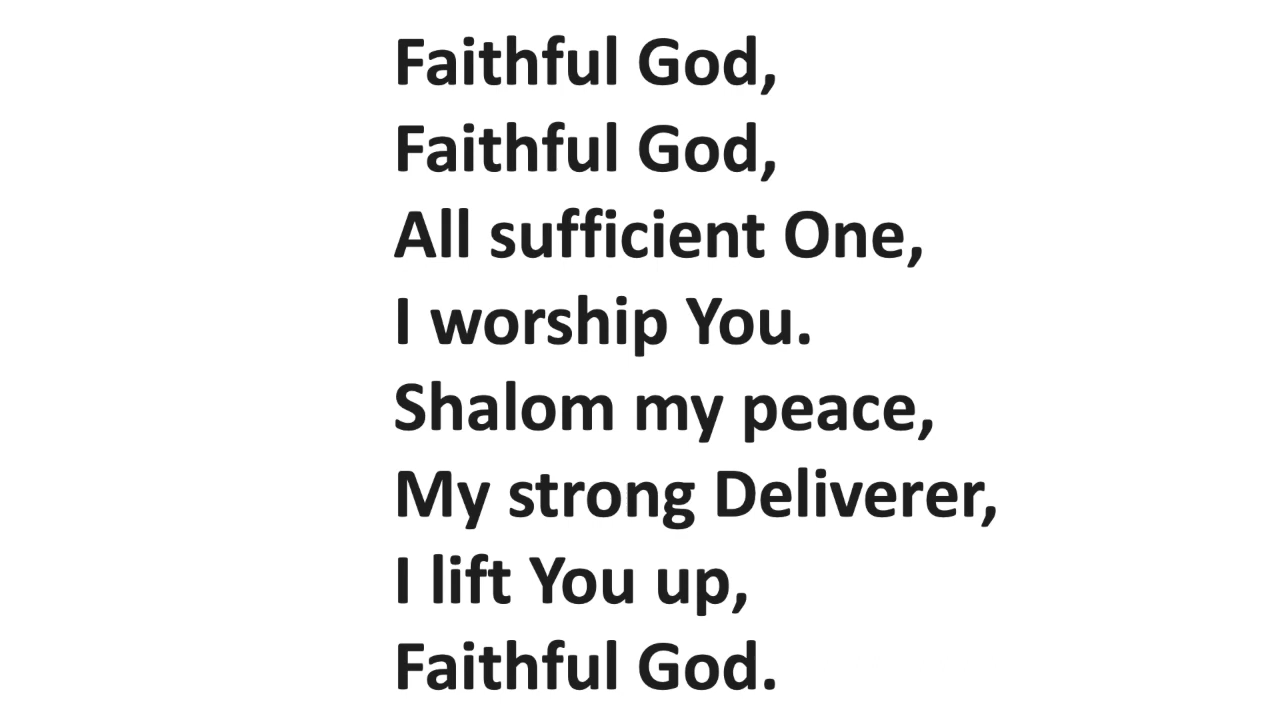 Faithful God,
Faithful God,
All sufficient One,
I worship You.
Shalom my peace,
My strong Deliverer,
I lift You up,
Faithful God.